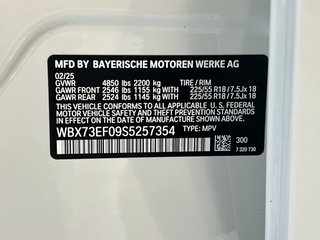 MFD BY BAYERISCHE MOTOREN WERKE AG
02/25
GVWR 4850 lbs 2200 kg TIRE / RIM
GAWR FRONT 2546 lbs 1155 kg 225/55 R18 / 7.5J x 18
GAWR REAR 2524 lbs 1145 kg 225/55 R18 / 7.5J x 18
THIS VEHICLE CONFORMS TO ALL APPLICABLE U.S. FEDERAL
MOTOR VEHICLE SAFETY, BUMPER, AND THEFT PREVENTION
STANDARDS IN EFFECT ON THE DATE OF MANUFACTURE SHOWN ABOVE.
WBX73EF09S5257354 TYPE: MPV
300
7 320 730